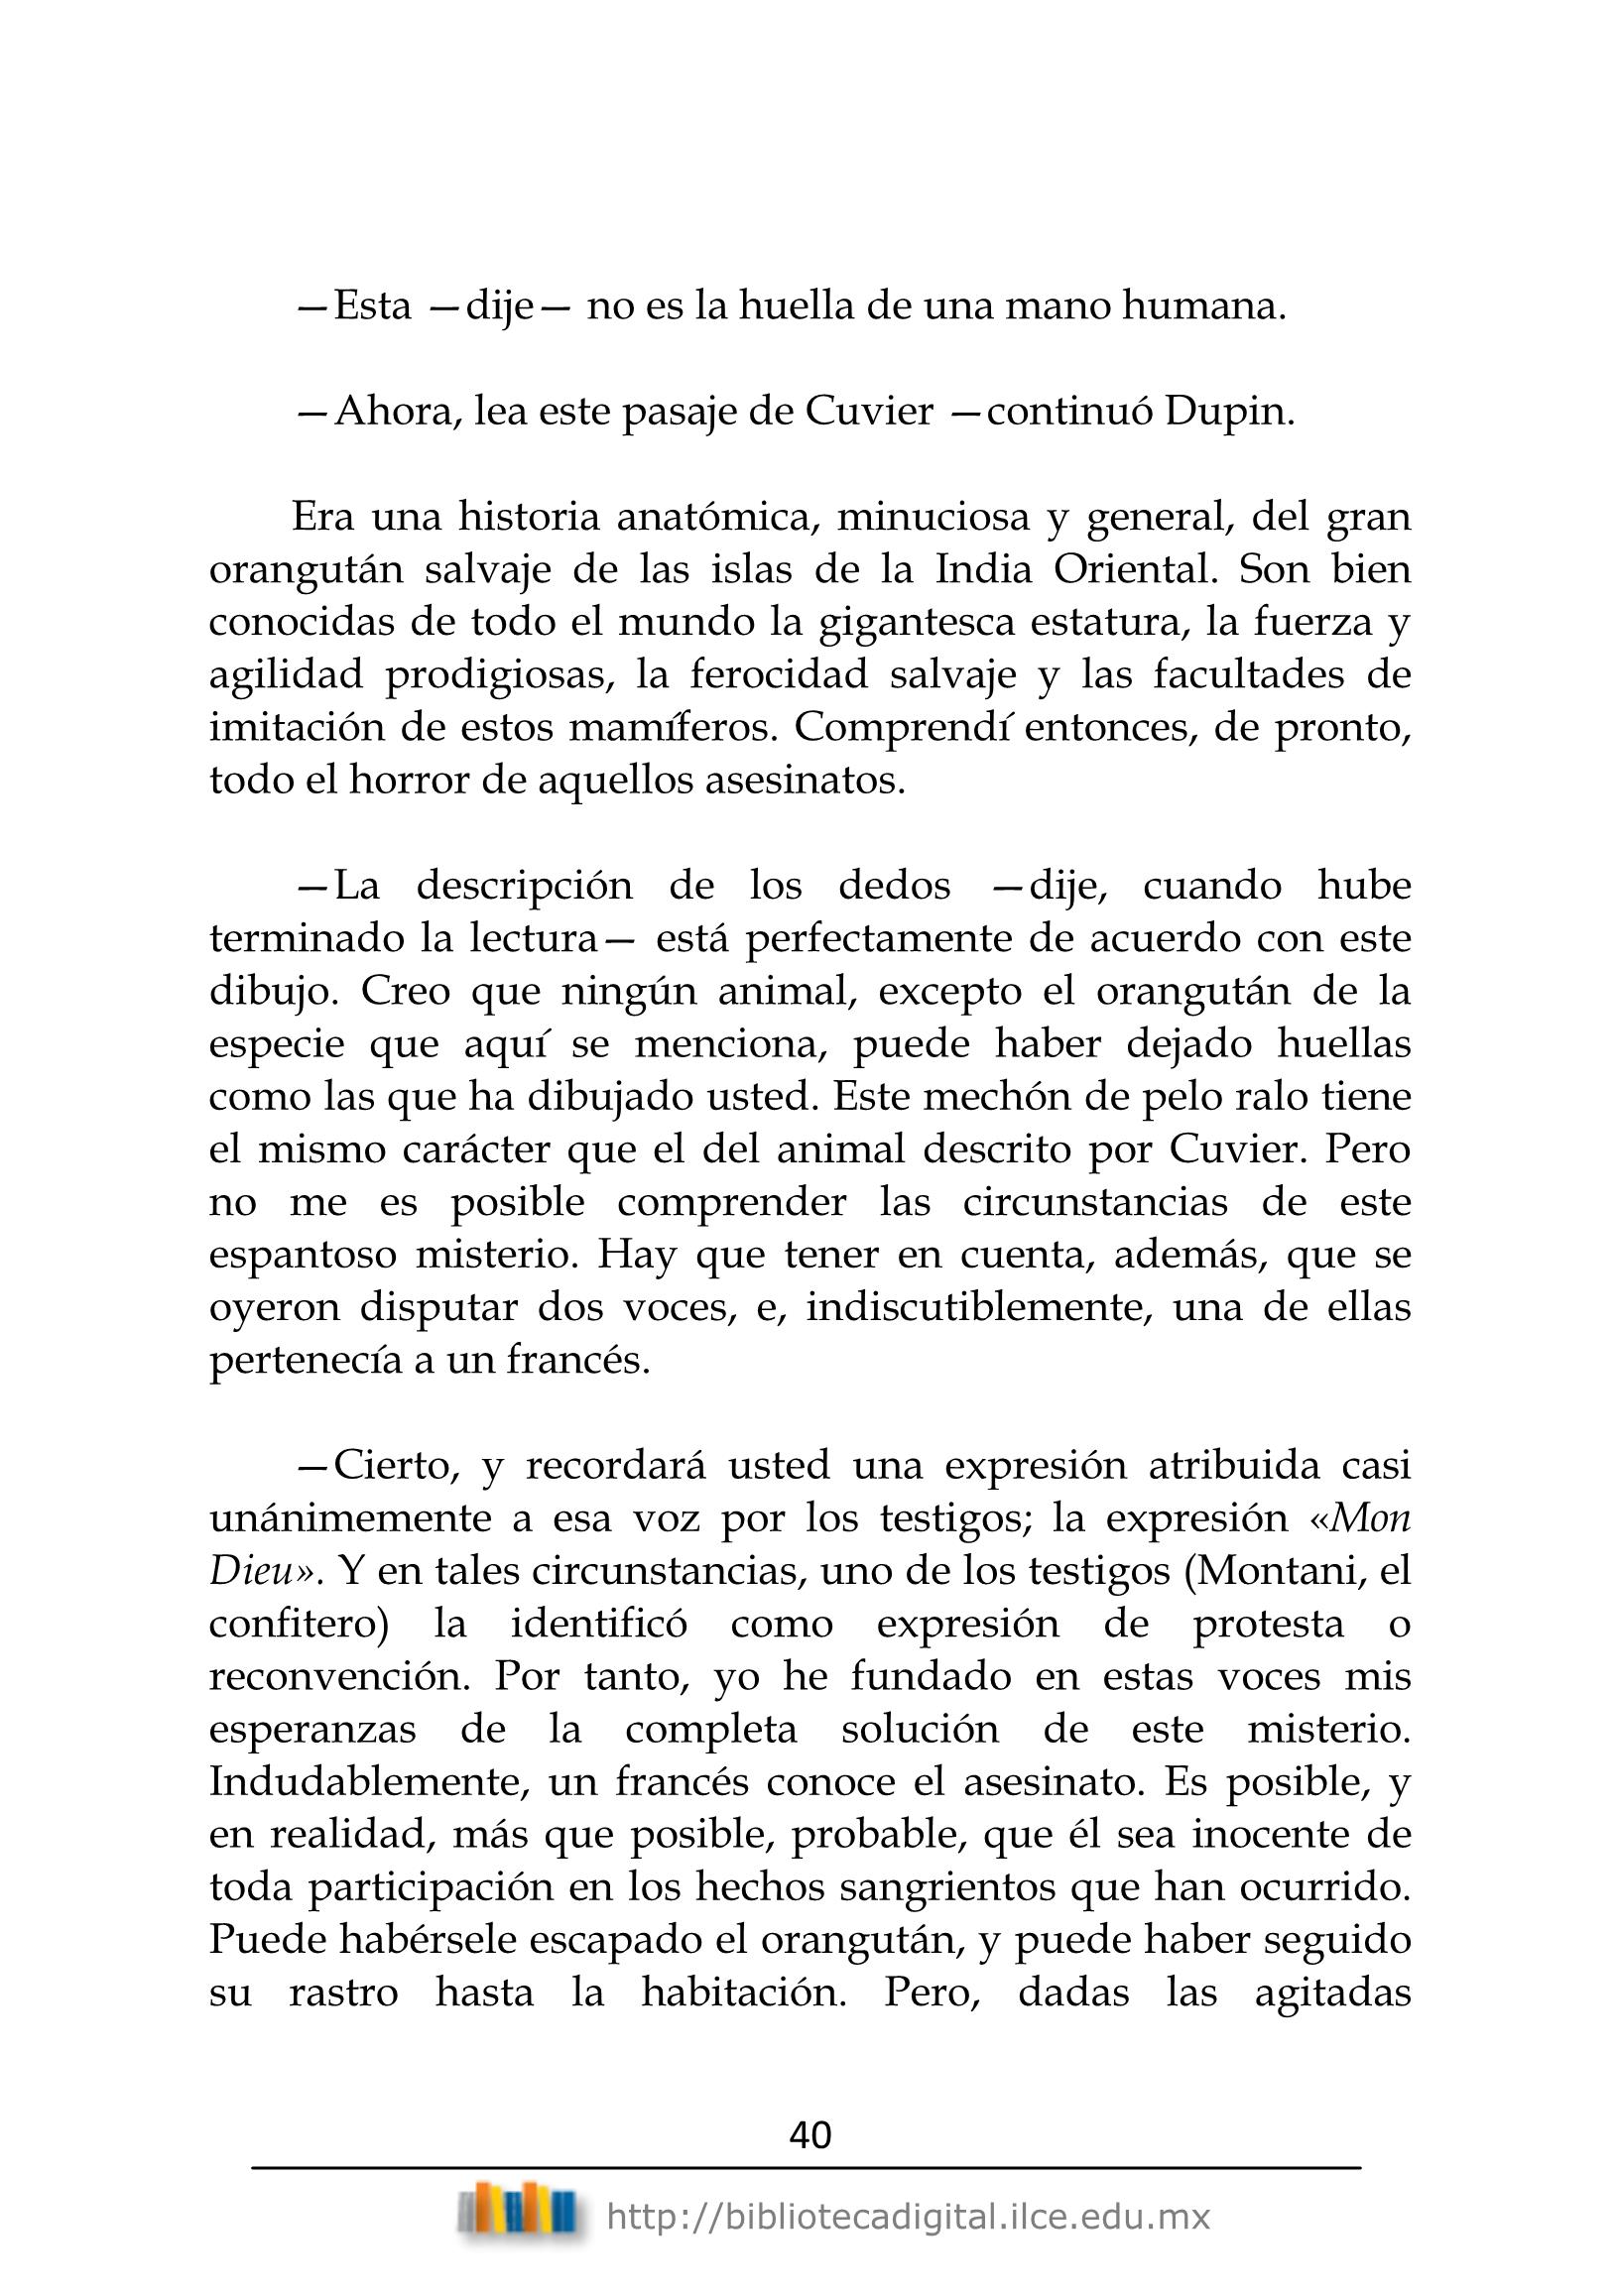 —Esta —dije— no es la huella de una mano humana.
—Ahora, lea este pasaje de Cuvier —continuó Dupin.
Era una historia anatómica, minuciosa y general, del gran
orangután salvaje de las islas de la India Oriental. Son bien
conocidas de todo el mundo la gigantesca estatura, la fuerza y
agilidad prodigiosas, la ferocidad salvaje y las facultades de
imitación de estos mamíferos. Comprendí entonces, de pronto,
todo el horror de aquellos asesinatos.
—La descripción de los dedos —dije, cuando hube
terminado la lectura— está perfectamente de acuerdo con este
dibujo. Creo que ningún animal, excepto el orangután de la
especie que aquí se menciona, puede haber dejado huellas
como las que ha dibujado usted. Este mechón de pelo ralo tiene
el mismo carácter que el del animal descrito por Cuvier. Pero
no me es posible comprender las circunstancias de este
espantoso misterio. Hay que tener en cuenta, además, que se
oyeron disputar dos voces, e, indiscutiblemente, una de ellas
pertenecía a un francés.
—Cierto, y recordará usted una expresión atribuida casi
unánimemente a esa voz por los testigos; la expresión «Mon
Dieu». Y en tales circunstancias, uno de los testigos (Montani, el
confitero) la identificó como expresión de protesta o
reconvención. Por tanto, yo he fundado en estas voces mis
esperanzas de la completa solución de este misterio.
Indudablemente, un francés conoce el asesinato. Es posible, y
en realidad, más que posible, probable, que él sea inocente de
toda participación en los hechos sangrientos que han ocurrido.
Puede habérsele escapado el orangután, y puede haber seguido
su rastro hasta la habitación. Pero, dadas las agitadas
40
http://bibliotecadigital.ilce.edu.mx